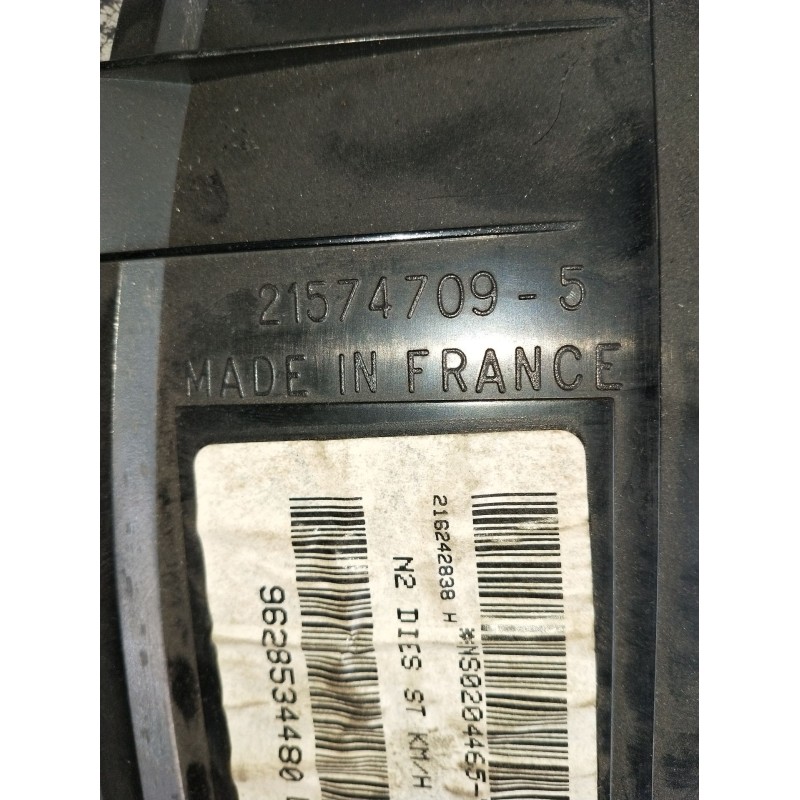 21574709-5
MADE IN FRANCE
216242838 H
*NS0204465-
N2 DIES ST KM/H
9628534480